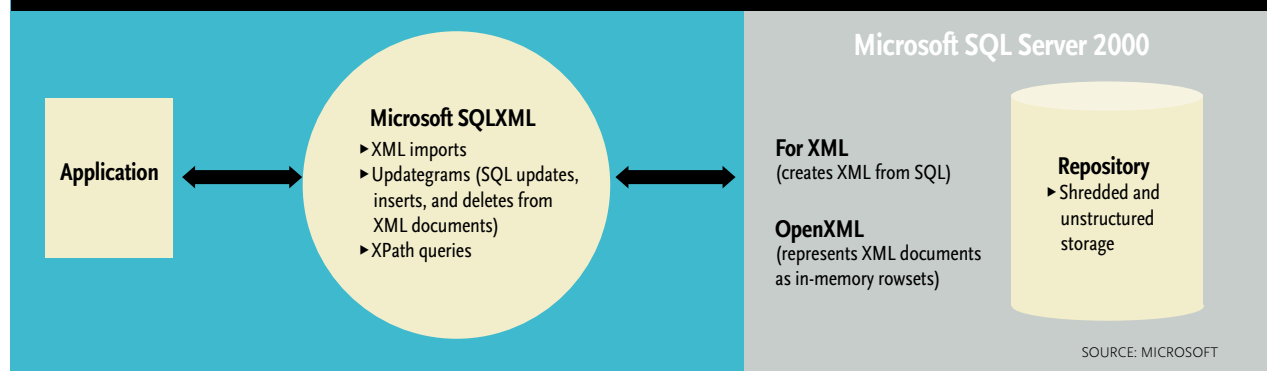 Microsoft SQL Server 2000
Application
Microsoft SQLXML
▸XML imports
▸Updategrams (SQL updates,
inserts, and deletes from
XML documents)
▸XPath queries
For XML
(creates XML from SQL)
OpenXML
(represents XML documents
as in-memory rowsets)
Repository
▸Shredded and
unstructured
storage
SOURCE: MICROSOFT